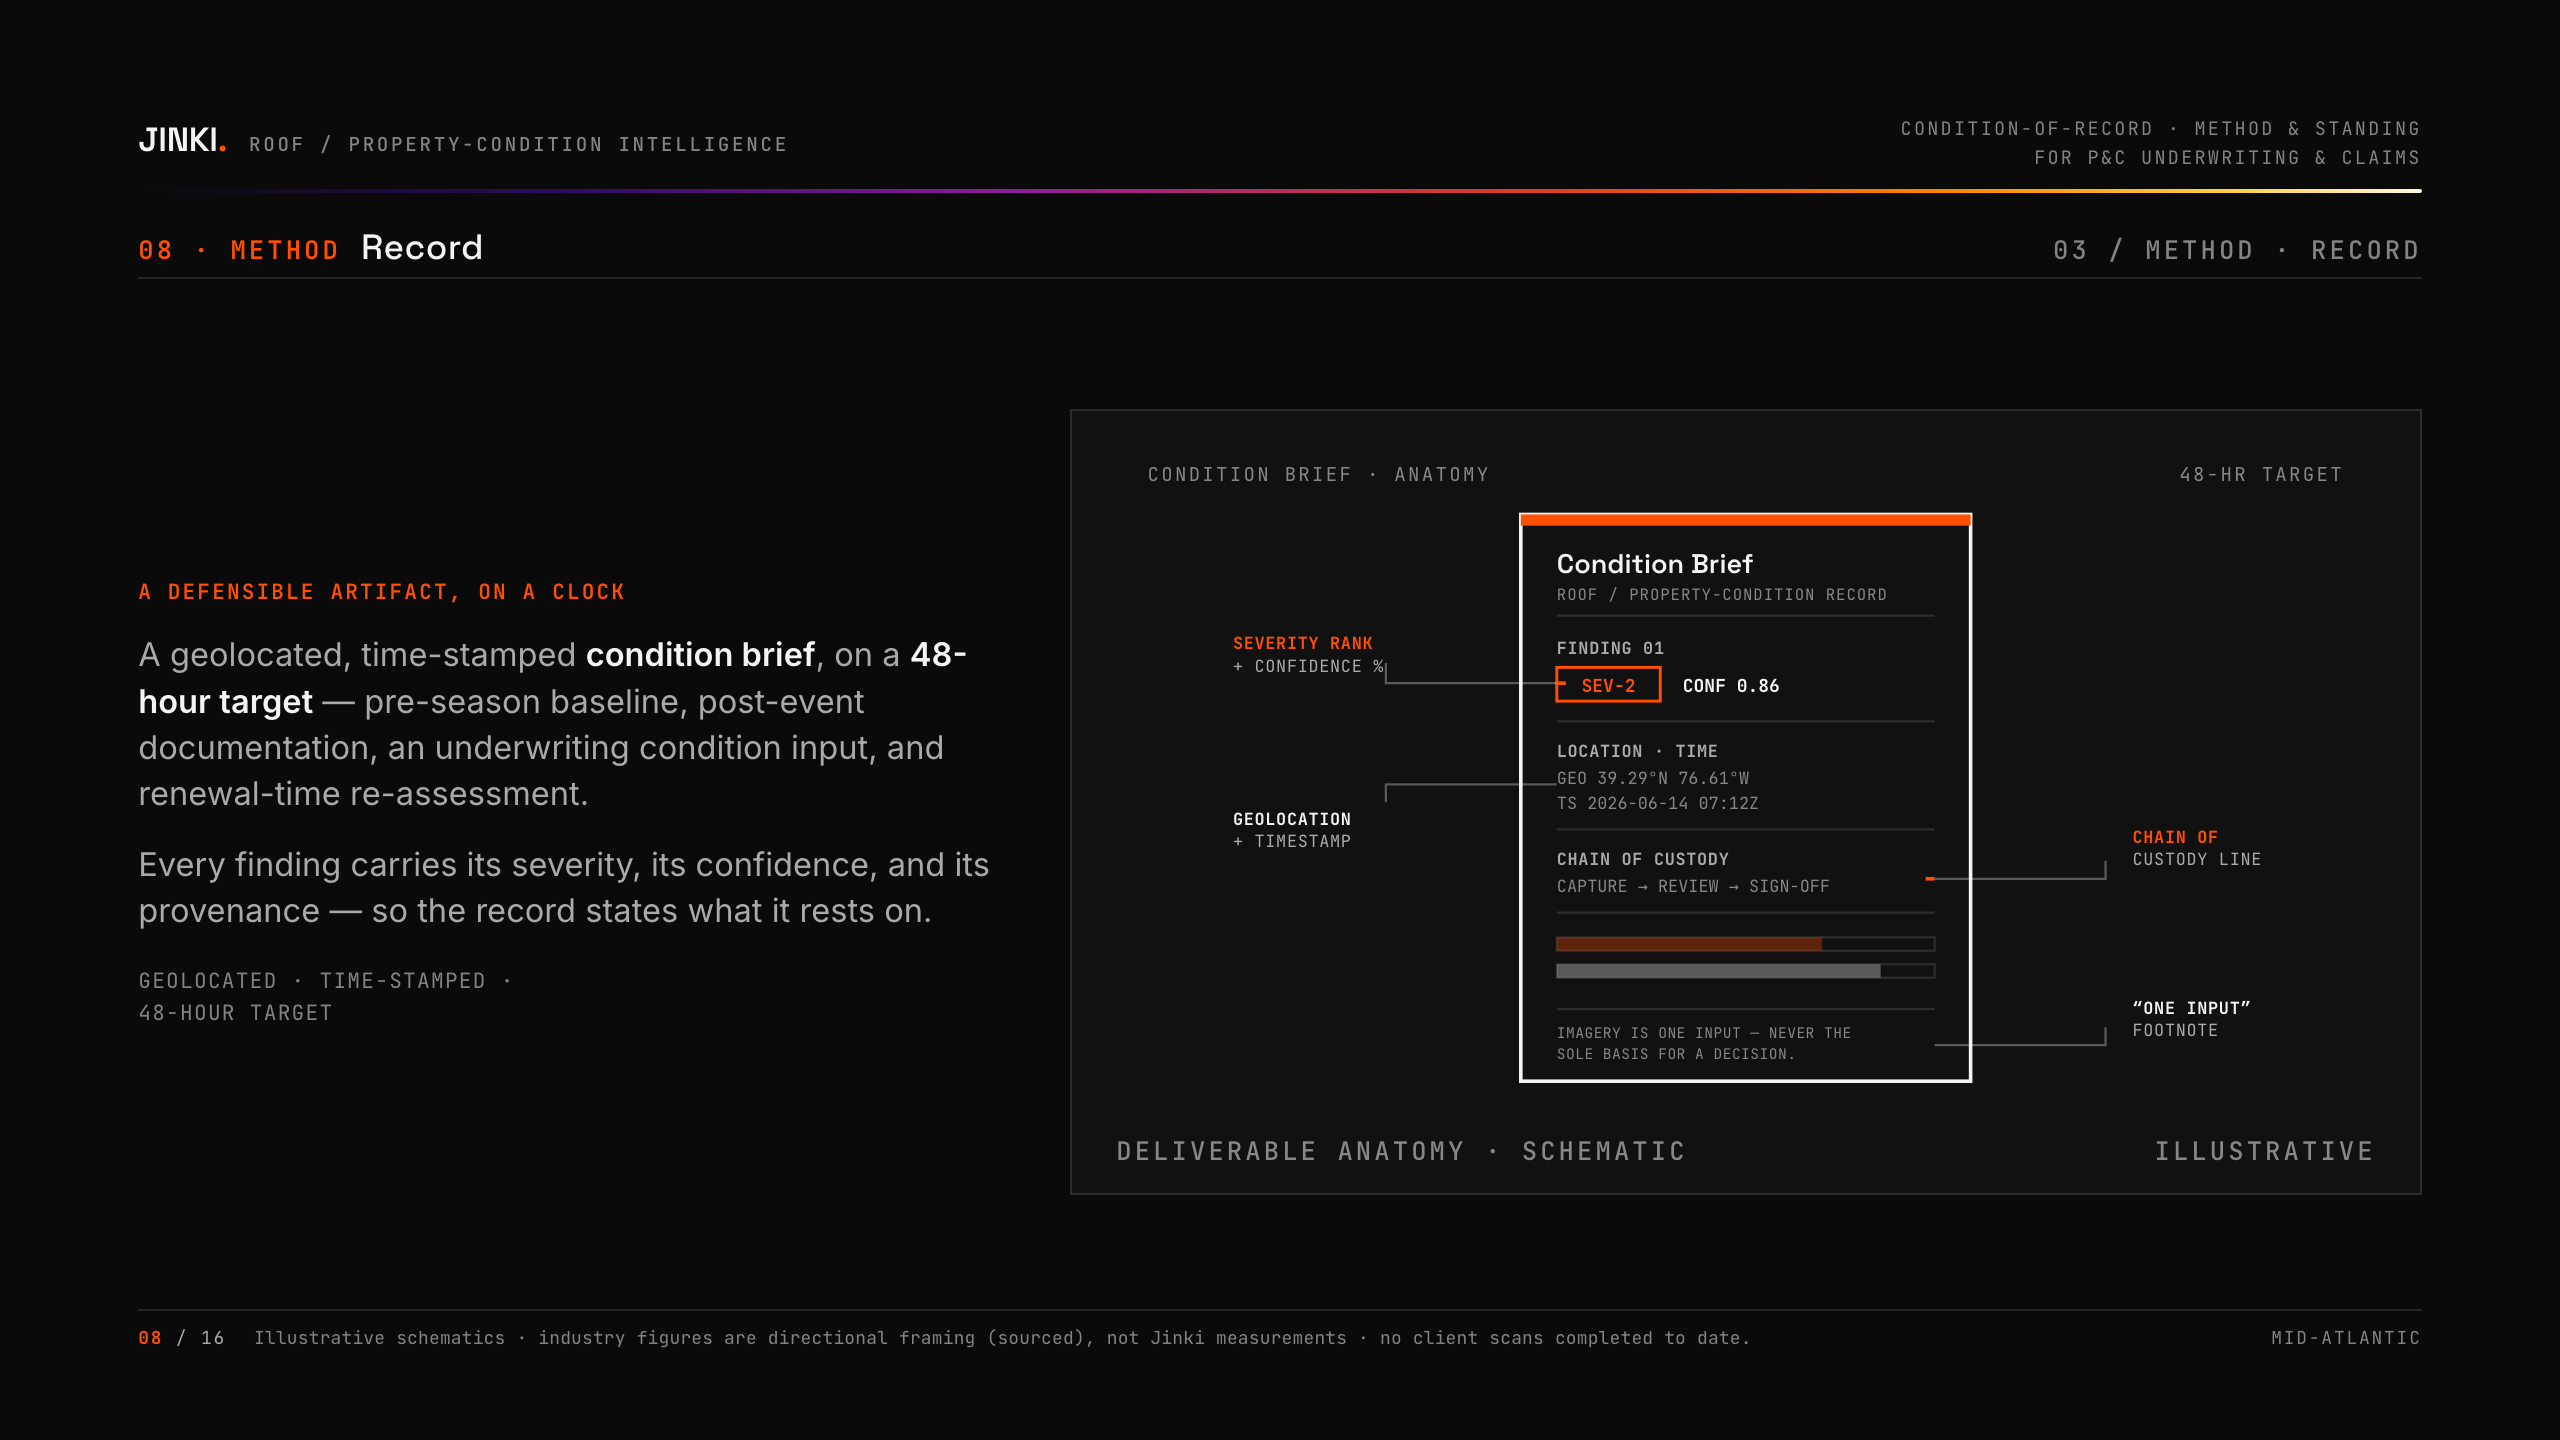 JINKI. ROOF / PROPERTY-CONDITION INTELLIGENCE
CONDITION-OF-RECORD · METHOD & STANDING
FOR P&C UNDERWRITING & CLAIMS
08 · METHOD Record
03 / METHOD · RECORD
A DEFENSIBLE ARTIFACT, ON A CLOCK
A geolocated, time-stamped condition brief, on a 48-
hour target — pre-season baseline, post-event
documentation, an underwriting condition input, and
renewal-time re-assessment.
Every finding carries its severity, its confidence, and its
provenance — so the record states what it rests on.
GEOLOCATED · TIME-STAMPED ·
48-HOUR TARGET
CONDITION BRIEF · ANATOMY
48-HR TARGET
SEVERITY RANK
+ CONFIDENCE %
GEOLOCATION
+ TIMESTAMP
Condition Brief
ROOF / PROPERTY-CONDITION RECORD
FINDING 01
SEV-2 CONF 0.86
LOCATION · TIME
GEO 39.29°N 76.61°W
TS 2026-06-14 07:12Z
CHAIN OF CUSTODY
CAPTURE → REVIEW → SIGN-OFF
IMAGERY IS ONE INPUT — NEVER THE
SOLE BASIS FOR A DECISION.
CHAIN OF
CUSTODY LINE
“ONE INPUT”
FOOTNOTE
DELIVERABLE ANATOMY · SCHEMATIC
ILLUSTRATIVE
08 / 16 Illustrative schematics · industry figures are directional framing (sourced), not Jinki measurements · no client scans completed to date.
MID-ATLANTIC